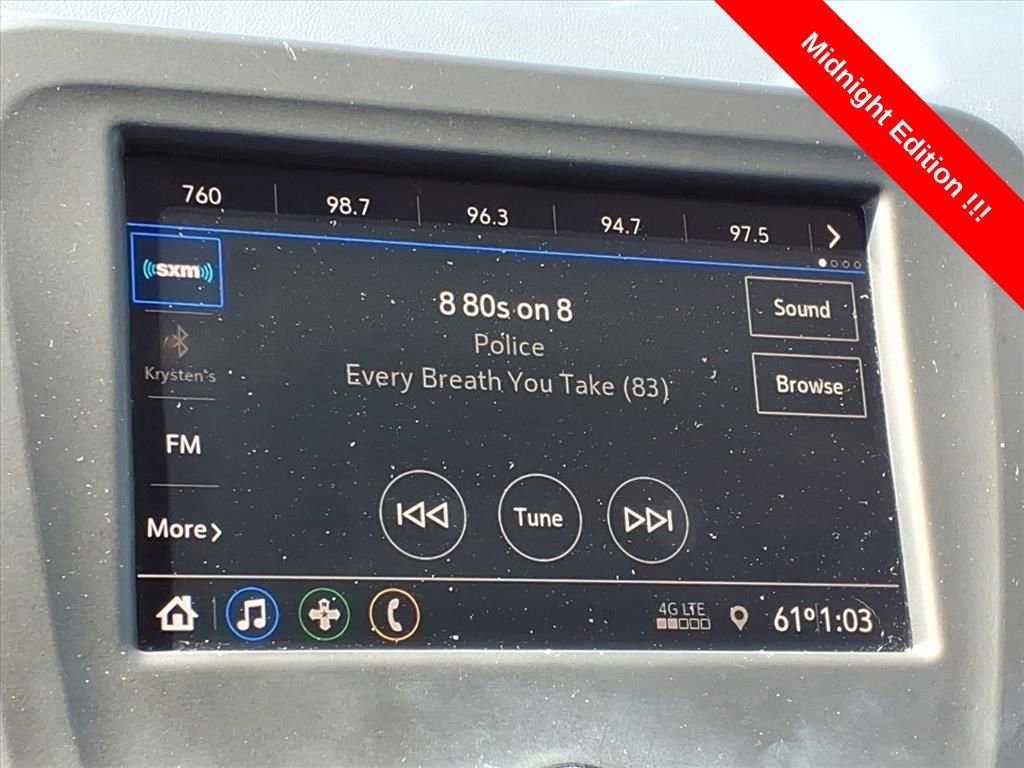 Midnight Edition !!!
760 98.7 96.3 94.7 97.5
sxm
8 80s on 8
Police
Every Breath You Take (83)
Sound
Browse
Krysten's
FM
More
Tune
4G LTE
61° 1:03